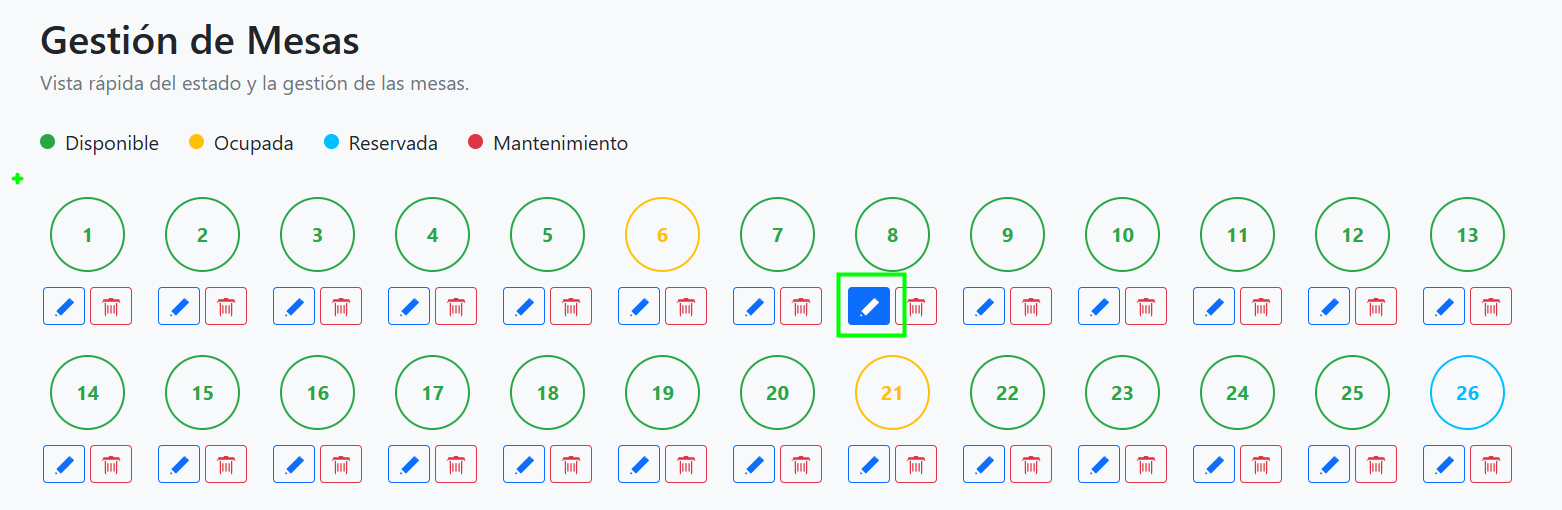 Gestión de Mesas
Vista rápida del estado y la gestión de las mesas.
Disponible Ocupada Reservada Mantenimiento
1 2 3 4 5 6 7 8 9 10 11 12 13
14 15 16 17 18 19 20 21 22 23 24 25 26